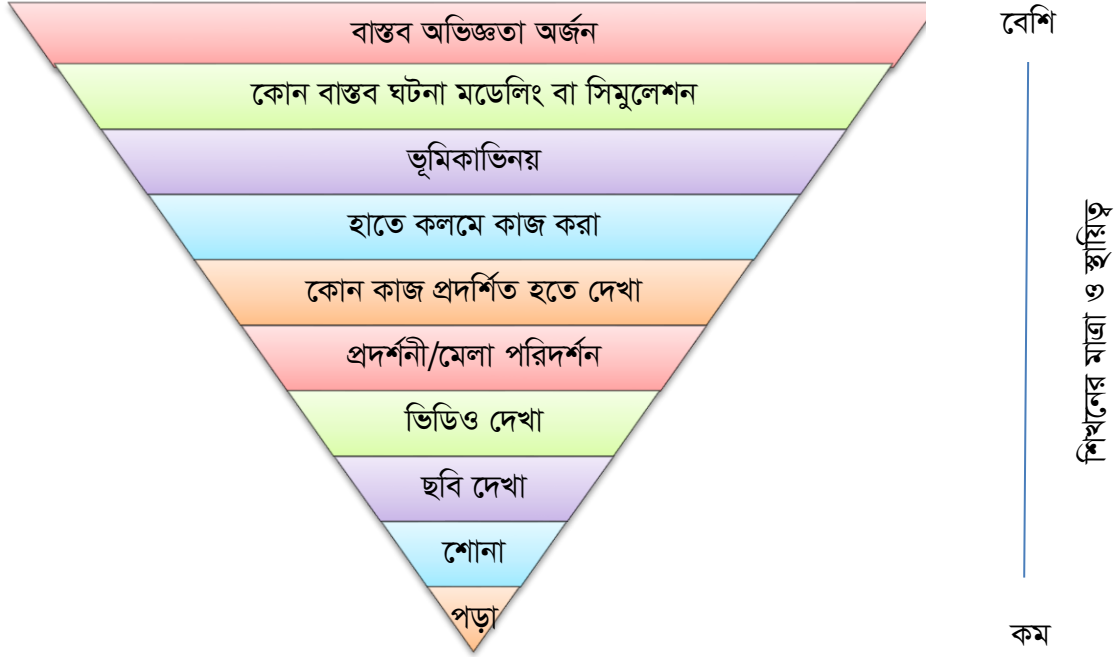 বাস্তব অভিজ্ঞতা অর্জন
বেশি
কোন বাস্তব ঘটনা মডেলিং বা সিমুলেশন
ভূমিকাভিনয়
হাতে কলমে কাজ করা
কোন কাজ প্রদর্শিত হতে দেখা
প্রদর্শনী/মেলা পরিদর্শন
ভিডিও দেখা
ছবি দেখা
শোনা
পড়া
শিখনের মাত্রা ও স্থায়িত্ব
কম